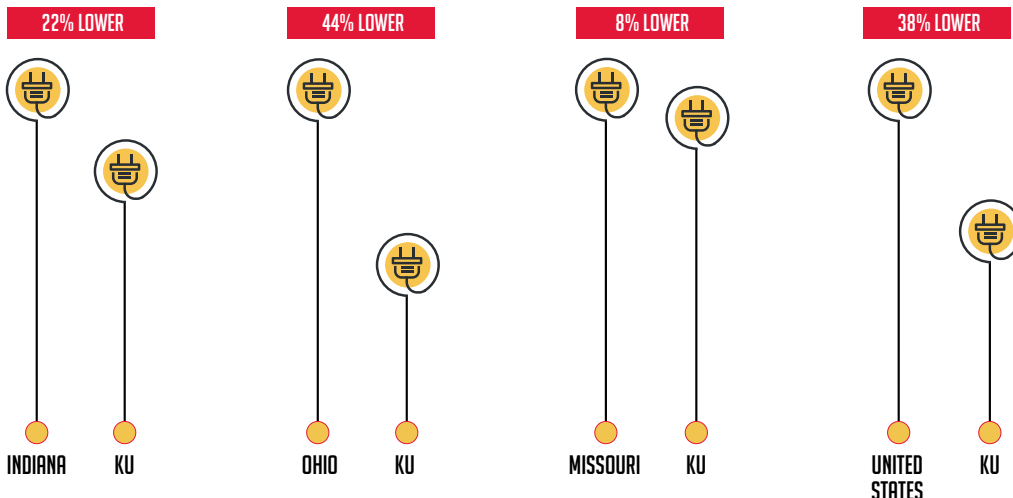 22% LOWER
44% LOWER
8% LOWER
38% LOWER
INDIANA
KU
OHIO
KU
MISSOURI
KU
UNITED
STATES
KU